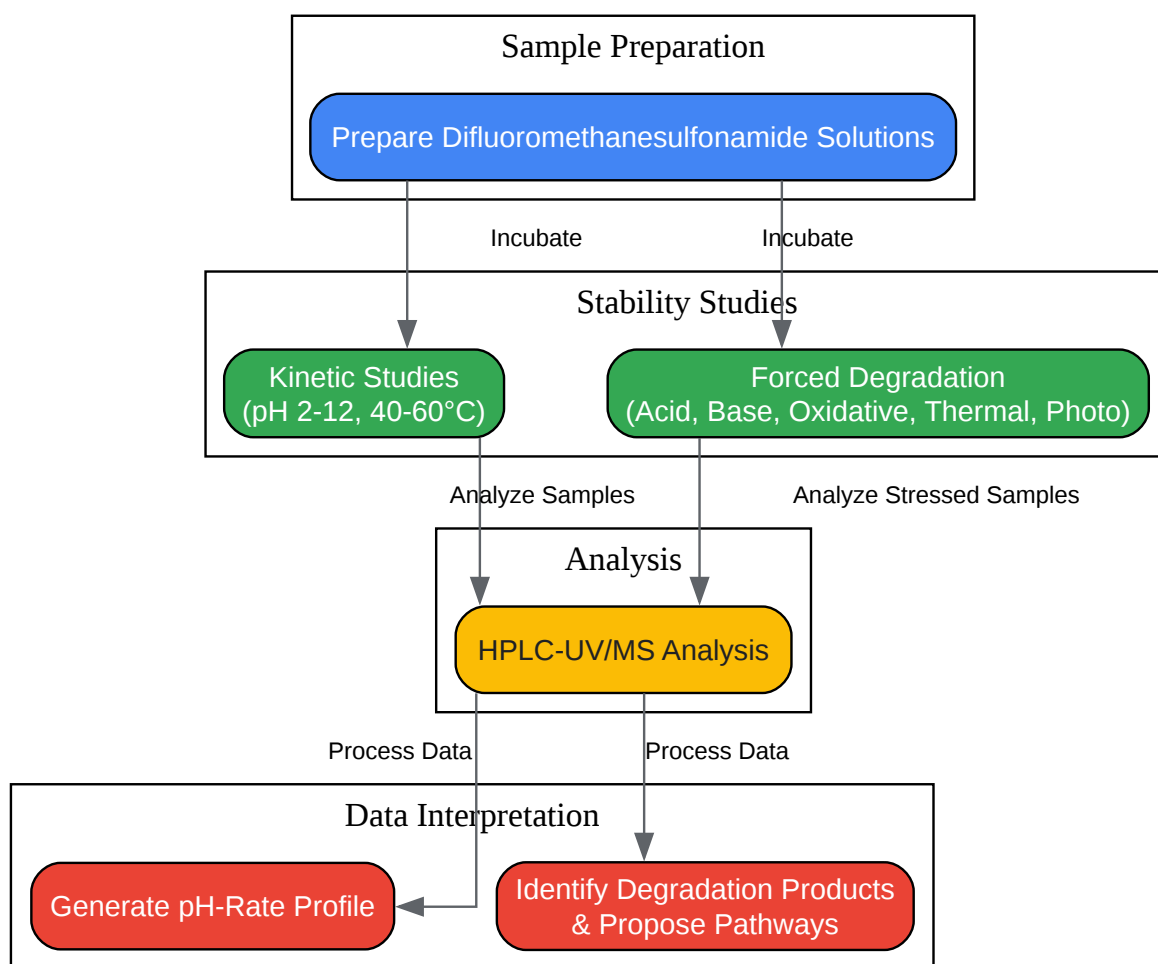 Sample Preparation
Prepare Difluoromethanesulfonamide Solutions
Incubate
Incubate
Stability Studies
Kinetic Studies
(pH 2-12, 40-60°C)
Forced Degradation
(Acid, Base, Oxidative, Thermal, Photo)
Analyze Samples
Analyze Stressed Samples
Analysis
HPLC-UV/MS Analysis
Process Data
Process Data
Data Interpretation
Generate pH-Rate Profile
Identify Degradation Products
& Propose Pathways